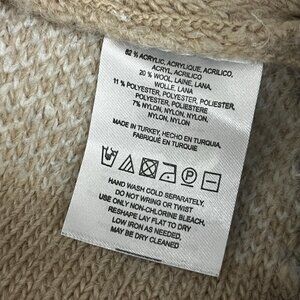 62% ACRYLIC, ACRYLIQUE, ACRILICO,
ACRYL, ACRILICO
20% WOOL, LAINE, LANA,
WOLLE, LANA
11% POLYESTER, POLYESTER,
POLYESTER, POLIESTERE
7% NYLON, NYLON, NYLON,
NYLON, NYLON
MADE IN TURKEY, HECHO EN TURQUIA,
FABRIQUÉ EN TURQUIE
HAND WASH COLD SEPARATELY,
DO NOT WRING OR TWIST
USE ONLY NON-CHLORINE BLEACH,
RESHAPE LAY FLAT TO DRY
LOW IRON AS NEEDED,
MAY BE DRY CLEANED